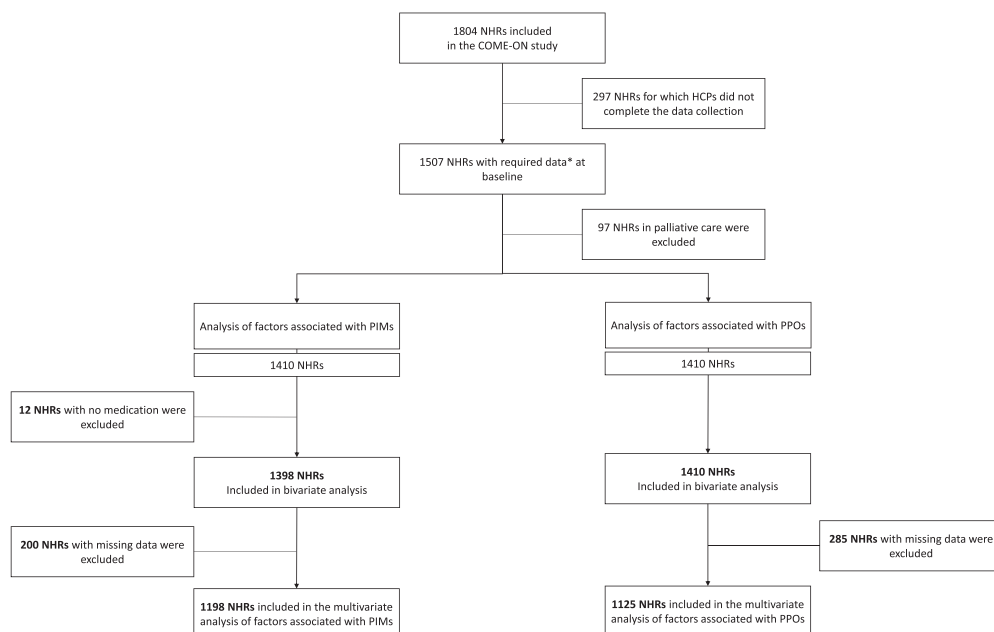 1804 NHRs included
in the COME-ON study
297 NHRs for which HCPs did not
complete the data collection
1507 NHRs with required data* at
baseline
97 NHRs in palliative care were
excluded
Analysis of factors associated with PIMs
1410 NHRs
Analysis of factors associated with PPOs
1410 NHRs
12 NHRs with no medication were
excluded
1398 NHRs
Included in bivariate analysis
1410 NHRs
Included in bivariate analysis
200 NHRs with missing data were
excluded
285 NHRs with missing data were
excluded
1198 NHRs included in the multivariate
analysis of factors associated with PIMs
1125 NHRs included in the multivariate
analysis of factors associated with PPOs